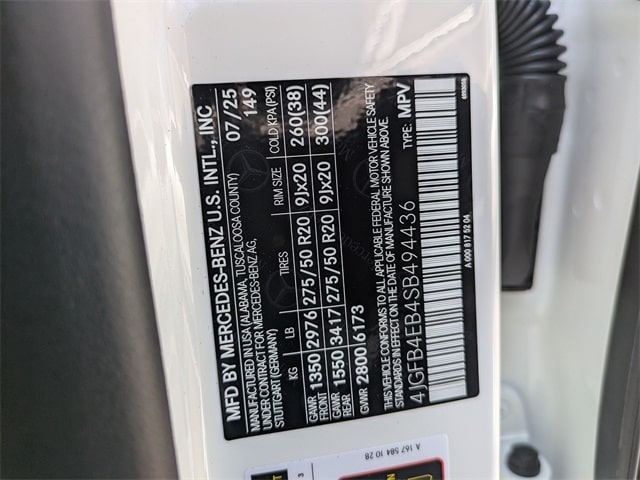 MFD BY MERCEDES-BENZ U.S. INTL., INC
MANUFACTURED IN USA (ALABAMA, TUSCALOOSA COUNTY) 07/25
UNDER CONTRACT FOR MERCEDES-BENZ AG, 149
STUTTGART (GERMANY)
KG LB TIRES RIM SIZE COLD KPA(PSI)
GAWR FRONT 1350 2976 275/50 R20 9Jx20 260(38)
GAWR REAR 1550 3417 275/50 R20 9Jx20 300(44)
GVWR 2800 6173
THIS VEHICLE CONFORMS TO ALL APPLICABLE FEDERAL MOTOR VEHICLE SAFETY
STANDARDS IN EFFECT ON THE DATE OF MANUFACTURE SHOWN ABOVE.
4JGFB4EB4SB494436 TYPE: MPV
A 000 817 52 04
A 167 584 10 28